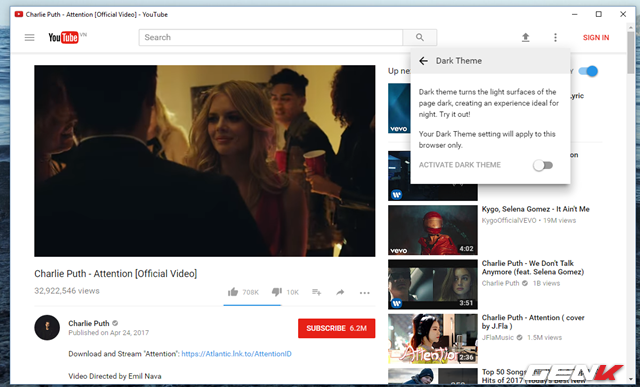 Charlie Puth - Attention [Official Video] - YouTube
YouTube VN
Search
SIGN IN
Up ne
Dark Theme
Dark theme turns the light surfaces of the
page dark, creating an experience ideal for
night. Try it out!
Your Dark Theme setting will apply to this
browser only.
ACTIVATE DARK THEME
Y
Lyric
vevo
on
Kygo, Selena Gomez - It Ain't Me
KygoOfficialVEVO • 19M views
vevo
4:02
Charlie Puth - We Don't Talk
Anymore (feat. Selena Gomez)
Charlie Puth 1B views
3:51
Charlie Puth - Attention ( cover
by J.Fla )
JFlaMusic 1.5M views
Attention
2:36
Top 50 Songs
Charlie Puth - Attention [Official Video]
32,922,546 views
708K
10K
Charlie Puth
Published on Apr 24, 2017
SUBSCRIBE 6.2M
Download and Stream "Attention": https://Atlantic.lnk.to/AttentionID
Video Directed by Emil Nava
GENK